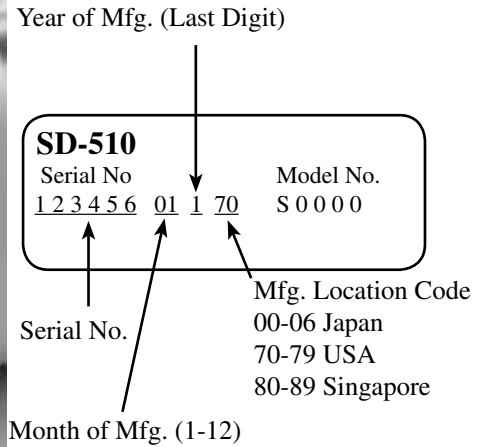 Year of Mfg. (Last Digit)
SD-510
Serial No Model No.
1 2 3 4 5 6 01 1 70 S 0 0 0 0
Mfg. Location Code
Serial No. 00-06 Japan
70-79 USA
80-89 Singapore
Month of Mfg. (1-12)